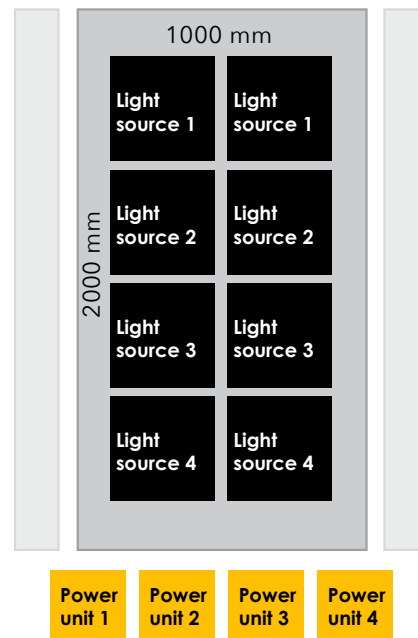 1000 mm
2000 mm
Light
source 1
Light
source 1
Light
source 2
Light
source 2
Light
source 3
Light
source 3
Light
source 4
Light
source 4
Power
unit 1
Power
unit 2
Power
unit 3
Power
unit 4